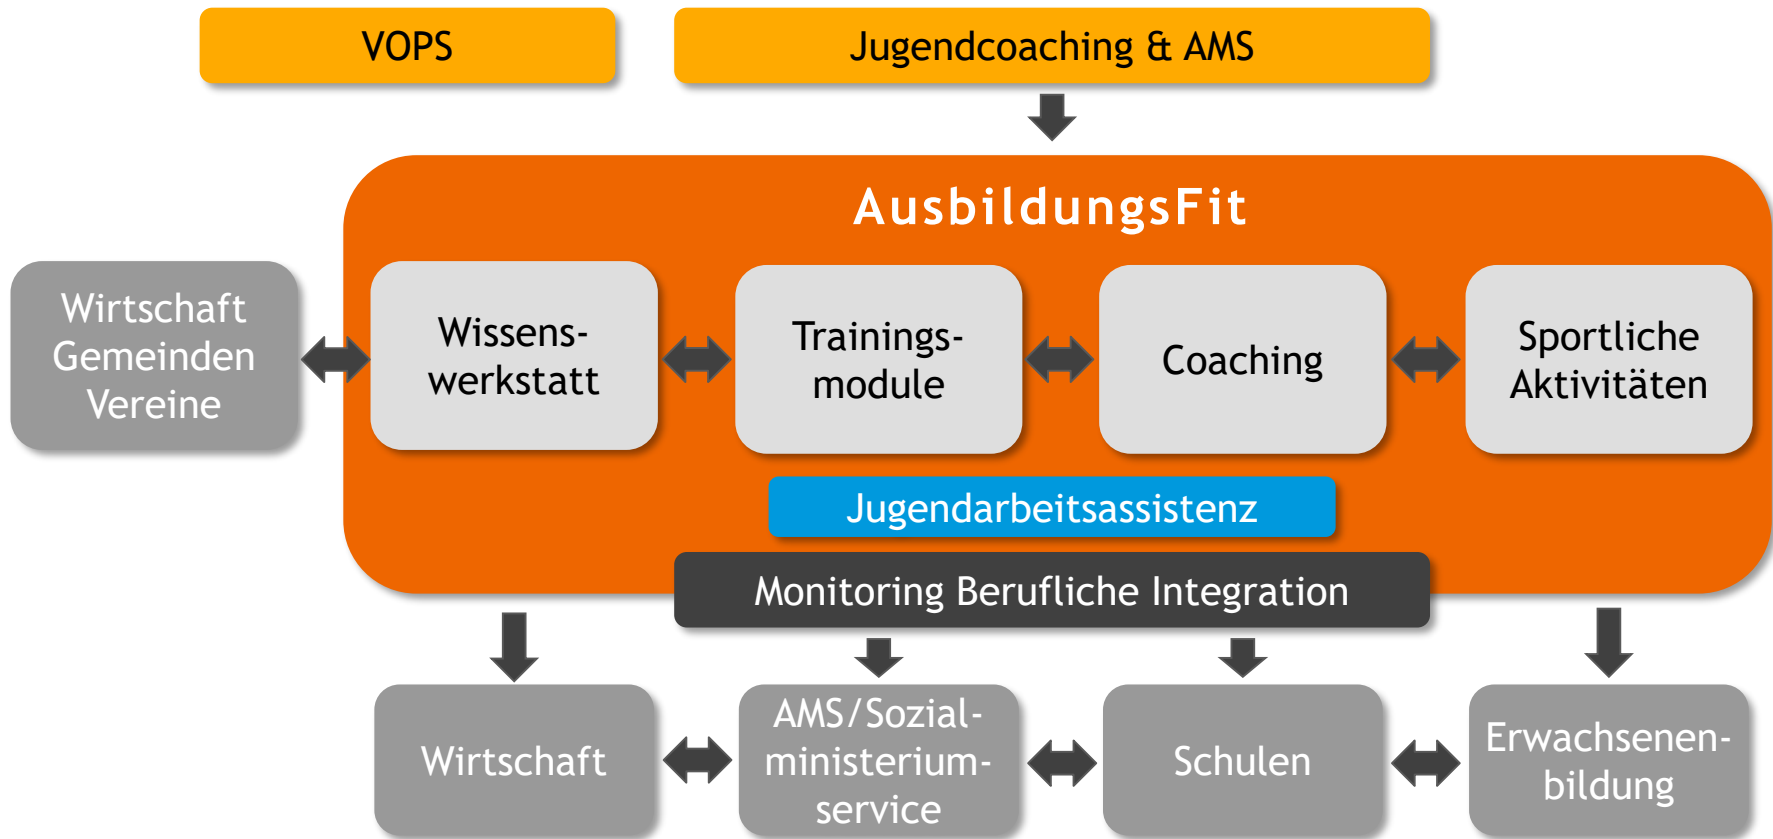 VOPS
Jugendcoaching & AMS
AusbildungsFit
Wirtschaft
Gemeinden
Vereine
Wissens-
werkstatt
Trainings-
module
Coaching
Sportliche
Aktivitäten
Jugendarbeitsassistenz
Monitoring Berufliche Integration
Wirtschaft
AMS/Sozial-
ministerium-
service
Schulen
Erwachsenen-
bildung